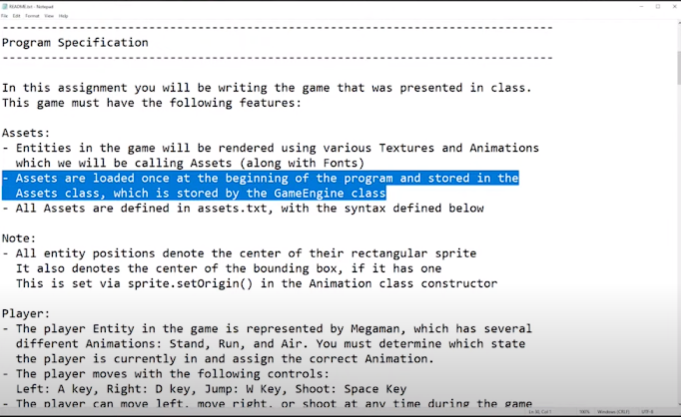 README.txt - Notepad
File Edit Format View Help
Program Specification
In this assignment you will be writing the game that was presented in class.
This game must have the following features:
Assets:
- Entities in the game will be rendered using various Textures and Animations
which we will be calling Assets (along with Fonts)
- Assets are loaded once at the beginning of the program and stored in the
Assets class, which is stored by the GameEngine class
- All Assets are defined in assets.txt, with the syntax defined below
Note:
- All entity positions denote the center of their rectangular sprite
It also denotes the center of the bounding box, if it has one
This is set via sprite.setOrigin() in the Animation class constructor
Player:
- The player Entity in the game is represented by Megaman, which has several
different Animations: Stand, Run, and Air. You must determine which state
the player is currently in and assign the correct Animation.
- The player moves with the following controls:
Left: A key, Right: D key, Jump: W Key, Shoot: Space Key
- The player can move left, move right, or shoot at any time during the game
Windows (CRLF) UTF-8